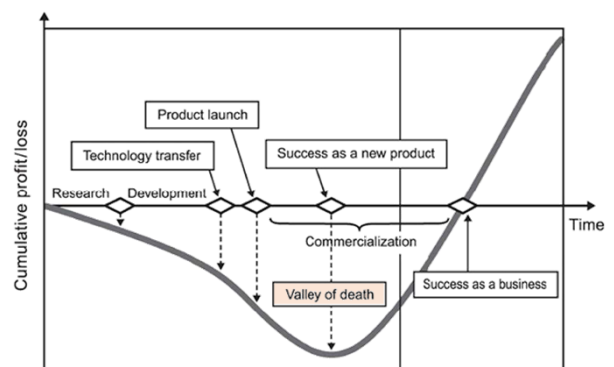 Product launch
Technology transfer
Success as a new product
Research
Development
Time
Commercialization
Valley of death
Success as a business
Cumulative profit/loss